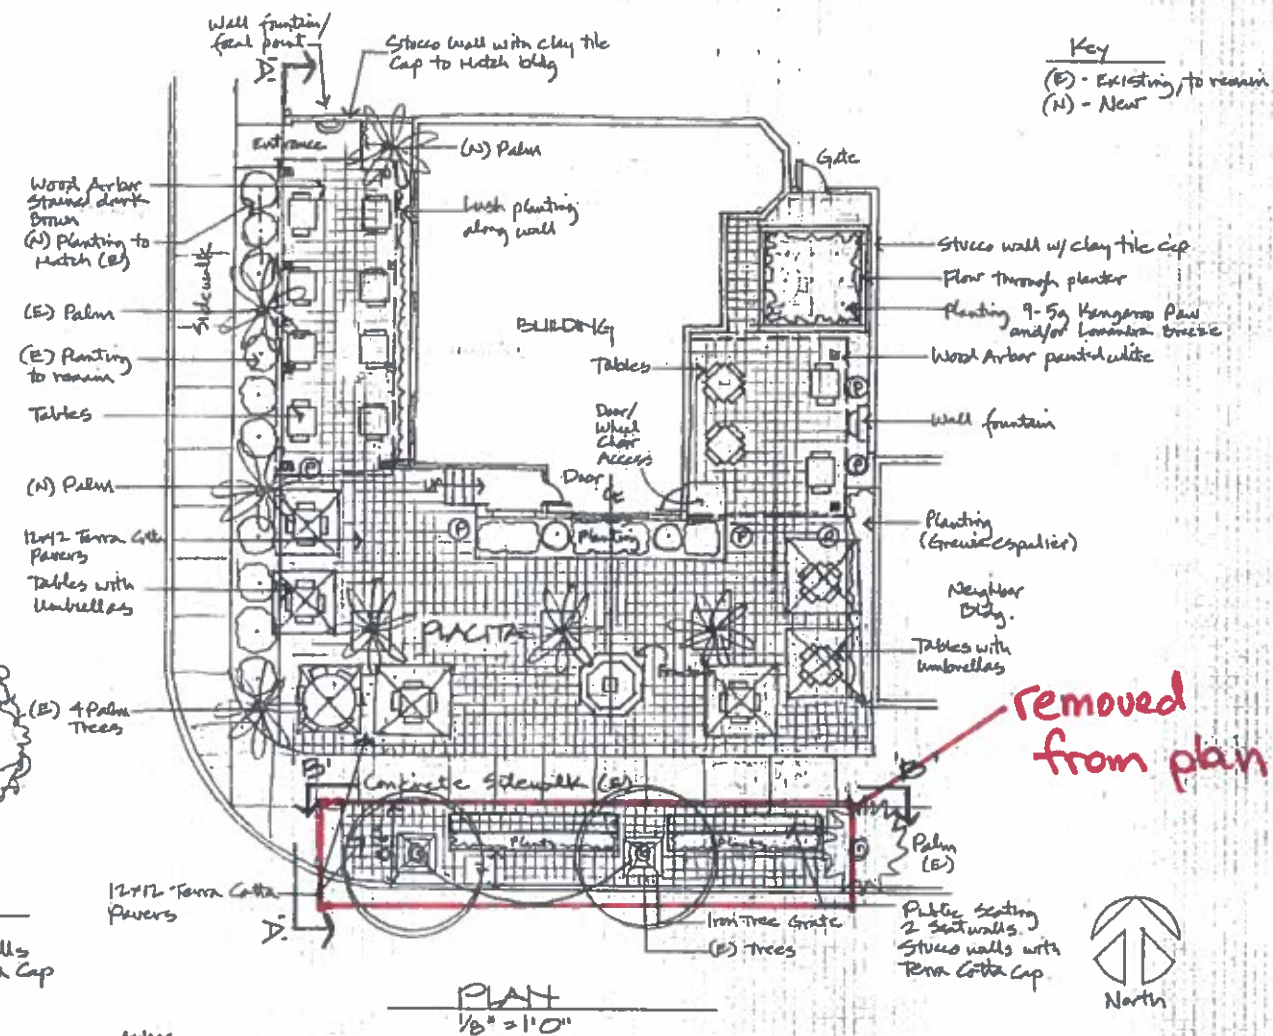 Wall fountain/
focal point
Stucco wall with clay tile
Cap to Match bldg
Key
(E) - Existing, to remain
(N) - New
A'
Entrance
(N) Palm
Gate
Wood Arbor
Stained dark
Brown
(N) Planting to
Match (E)
Lush planting
along wall
Sidewalk
Stucco wall w/ clay tile cap
Flow through planter
Planting 9-5g Kangaroo Paw
and/or Lomandra Breeze
(E) Palm
BUILDING
(E) Planting
to remain
Tables
Wood Arbor painted white
P
Tables
Door/
Wheel
Chair
Access
Wall fountain
P
(N) Palm
P
UP
Door
12x12 Terra Cotta
Pavers
P
Planting
P
P
Planting
(Grewia espalier)
Tables with
Umbrellas
Neighbor
Bldg.
PLACITA
Tables with
umbrellas
(E) 4 Palm
Trees
removed
from plan
B'
Concrete Sidewalk (E)
B'
Palm
(E)
12x12 Terra Cotta
Pavers
A'
Iron Tree Grate
(E) Trees
Public Seating
2 Seatwalls
Stucco walls with
Terra Cotta Cap
lls
Cap
North
PLAN
1/8" = 1'0"